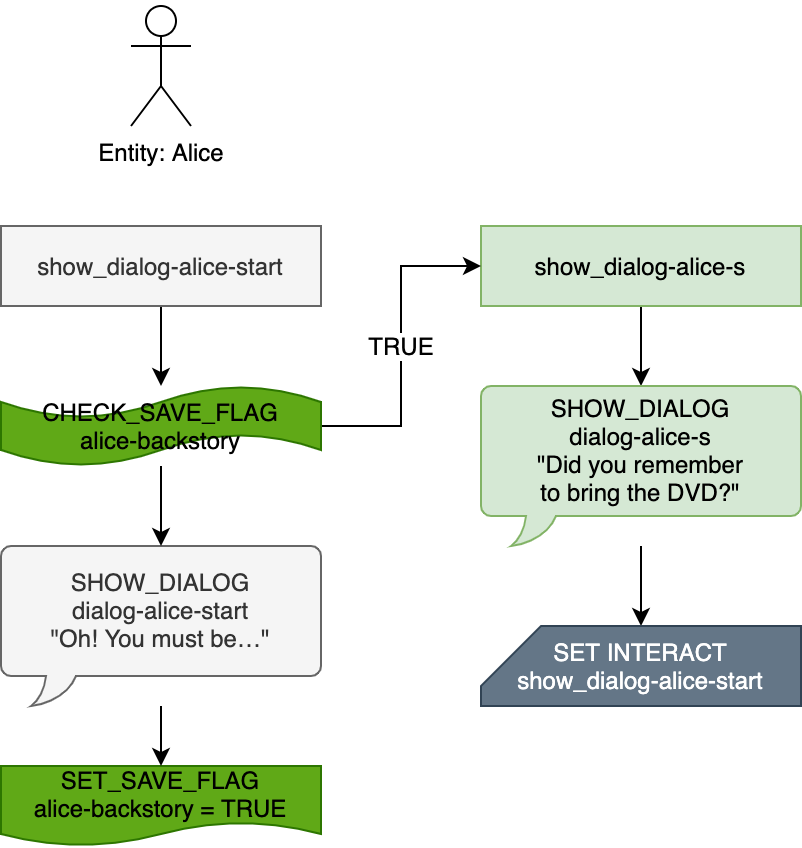 Entity: Alice
show_dialog-alice-start
CHECK_SAVE_FLAG
alice-backstory
SHOW_DIALOG
dialog-alice-start
"Oh! You must be…"
SET_SAVE_FLAG
alice-backstory = TRUE
TRUE
show_dialog-alice-s
SHOW_DIALOG
dialog-alice-s
"Did you remember
to bring the DVD?"
SET INTERACT
show_dialog-alice-start